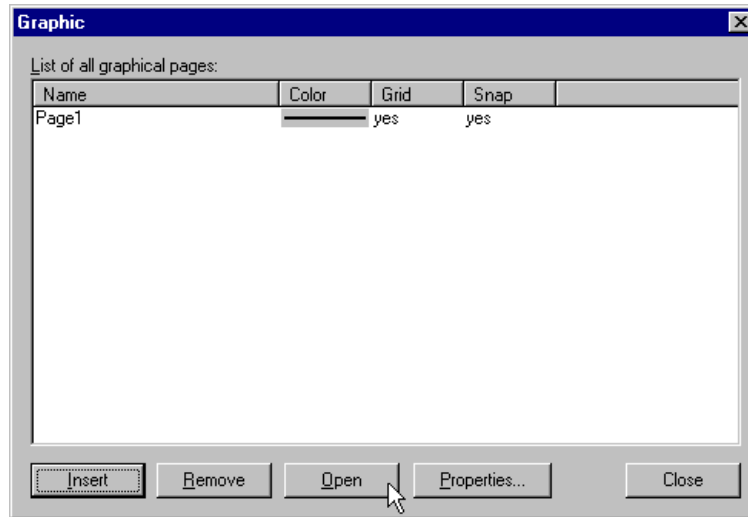 Graphic
List of all graphical pages:
Name Color Grid Snap
Page1 yes yes
Insert Remove Open Properties... Close